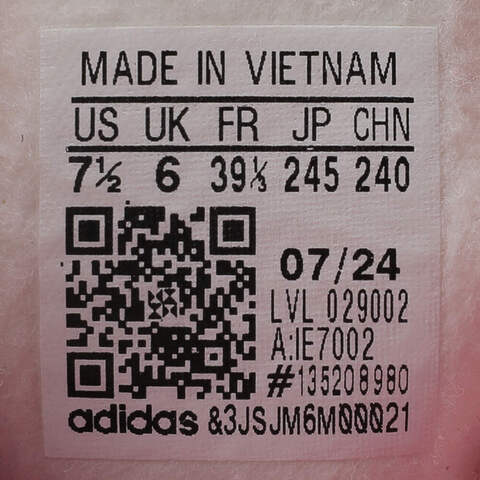 MADE IN VIETNAM
US UK FR JP CHN
7½ 6 39⅓ 245 240
07/24
LVL 029002
A:IE7002
#135208980
adidas &3JSJM6M00021